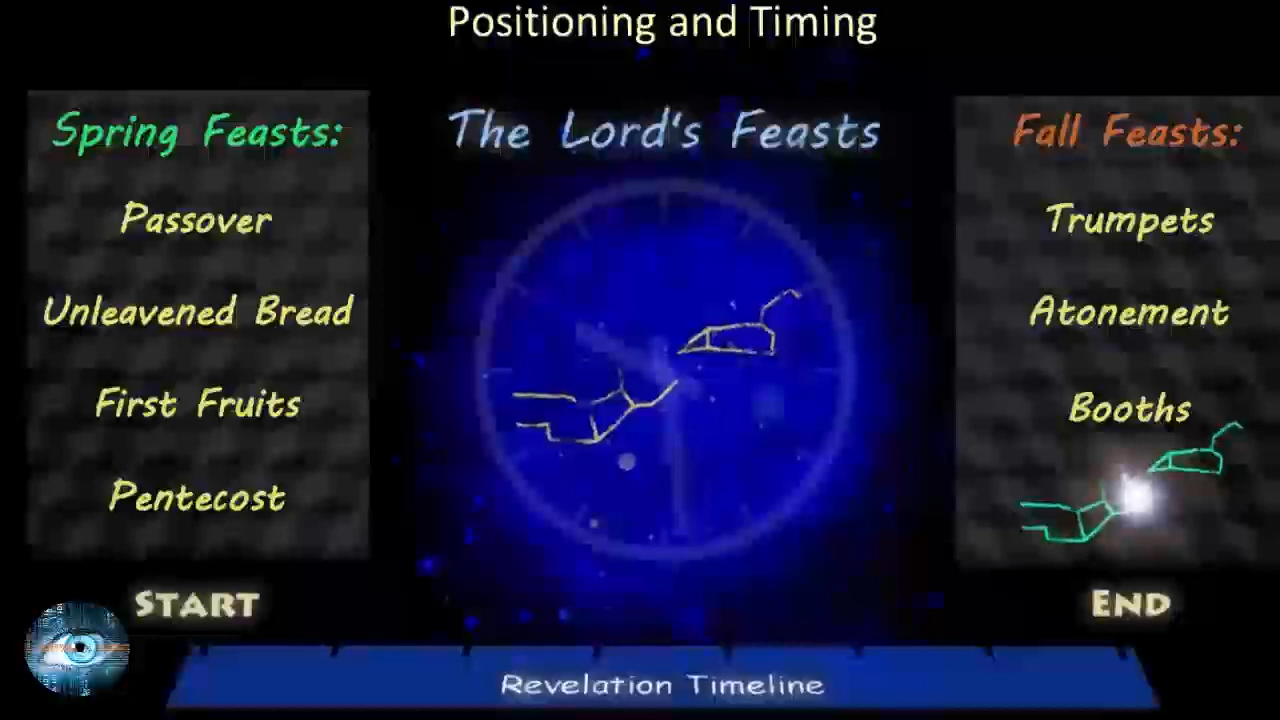 Positioning and Timing
The Lord's Feasts
Spring Feasts:
Passover
Unleavened Bread
First Fruits
Pentecost
START
Fall Feasts:
Trumpets
Atonement
Booths
END
Revelation Timeline